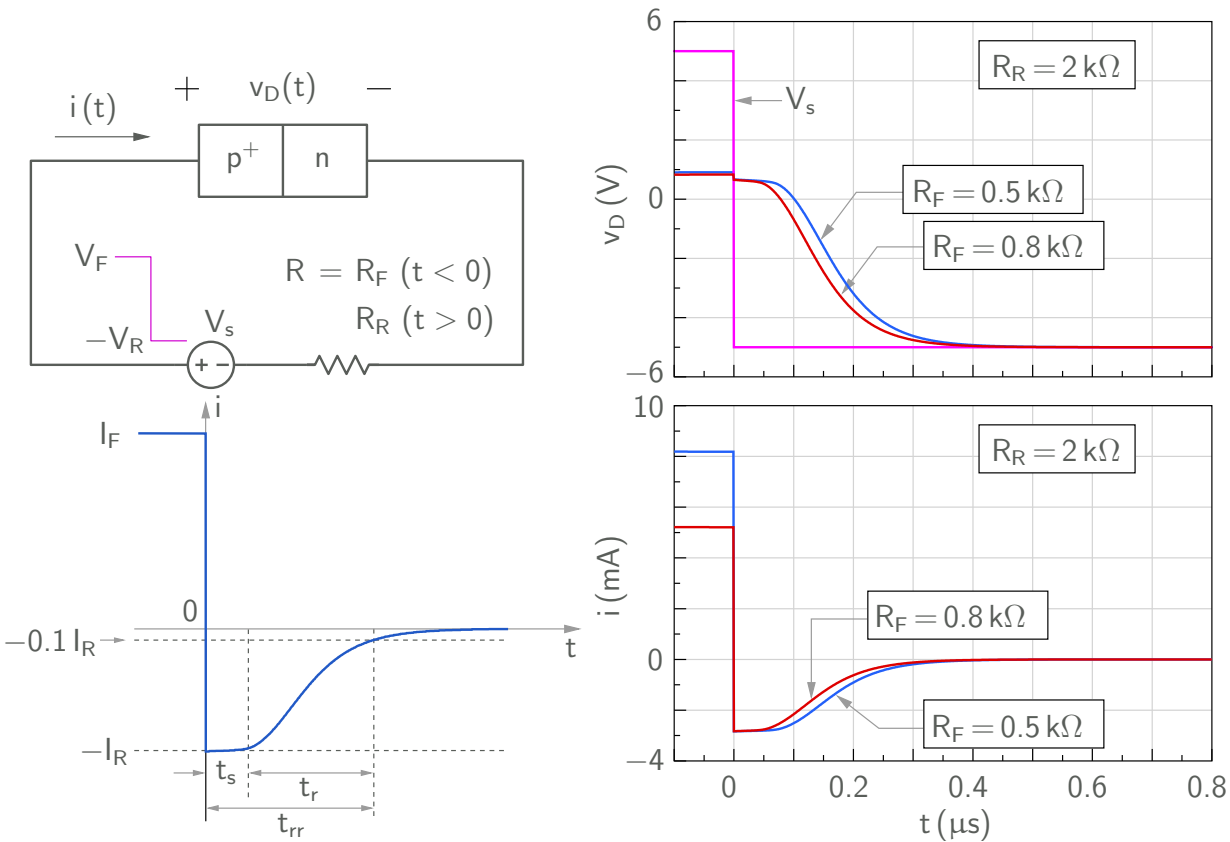 + v_D(t) −
i(t)
p⁺ n
V_F
−V_R
V_s
+ −
R = R_F (t < 0)
R_R (t > 0)
i
I_F
0
−0.1 I_R
t
−I_R
t_s
t_r
t_rr
6
0
−6
v_D (V)
R_R = 2 kΩ
V_s
R_F = 0.5 kΩ
R_F = 0.8 kΩ
10
0
−4
i (mA)
R_R = 2 kΩ
R_F = 0.8 kΩ
R_F = 0.5 kΩ
0 0.2 0.4 0.6 0.8
t (μs)